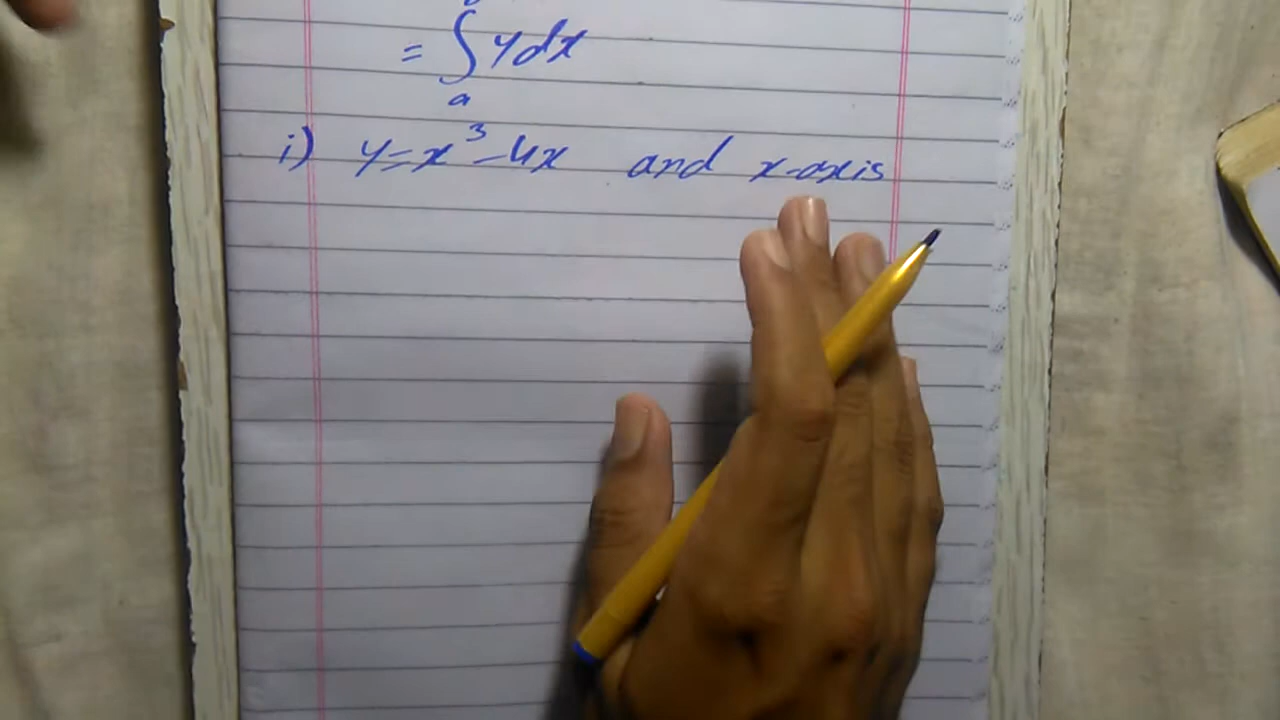 = ∫ₐ y dx
i) y = x³ - 4x and x-axis